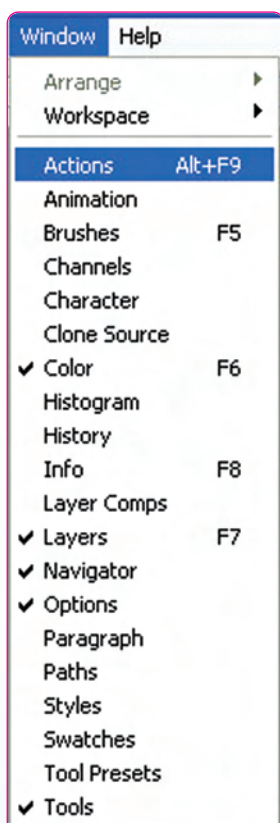 Window Help
Arrange
Workspace
Actions Alt+F9
Animation
Brushes F5
Channels
Character
Clone Source
Color F6
Histogram
History
Info F8
Layer Comps
Layers F7
Navigator
Options
Paragraph
Paths
Styles
Swatches
Tool Presets
Tools